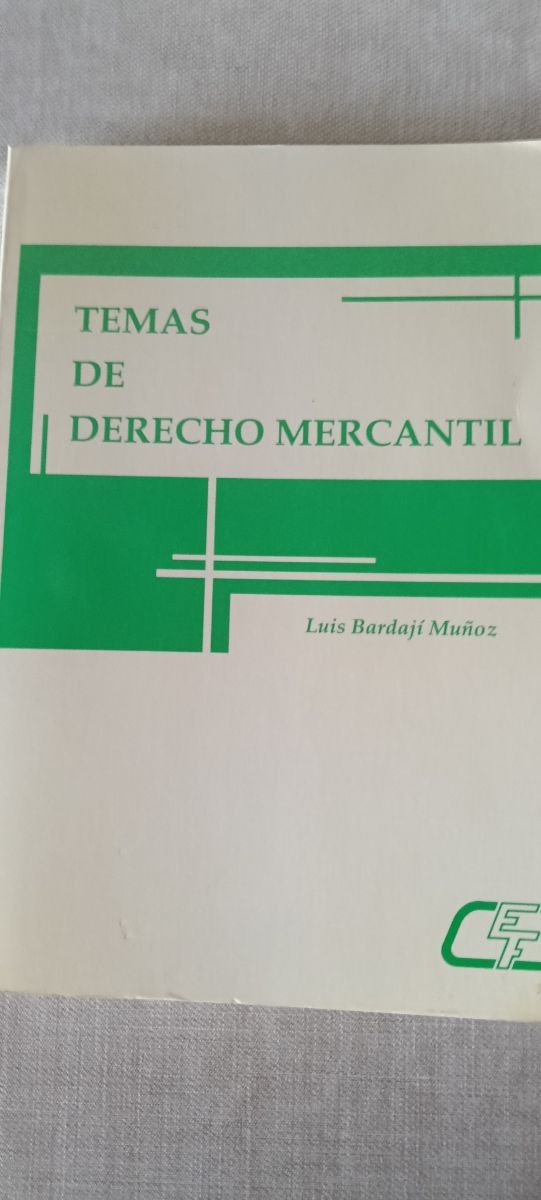 TEMAS
DE
DERECHO MERCANTIL
Luis Bardají Muñoz
CEF